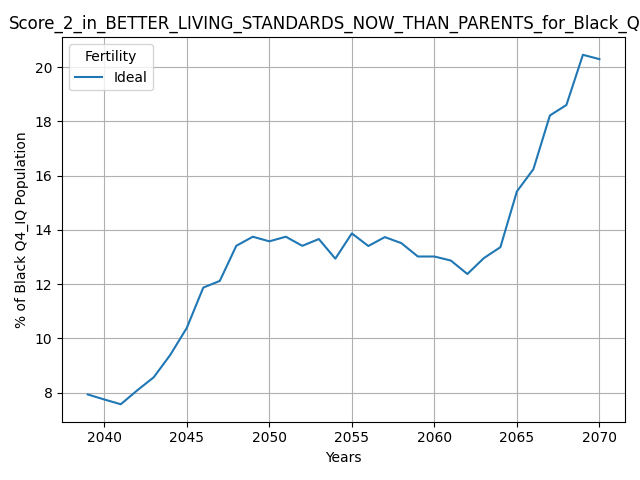 Score_2_in_BETTER_LIVING_STANDARDS_NOW_THAN_PARENTS_for_Black_Q
Fertility
Ideal
20
18
16
14
12
10
8
% of Black Q4_IQ Population
2040 2045 2050 2055 2060 2065 2070
Years